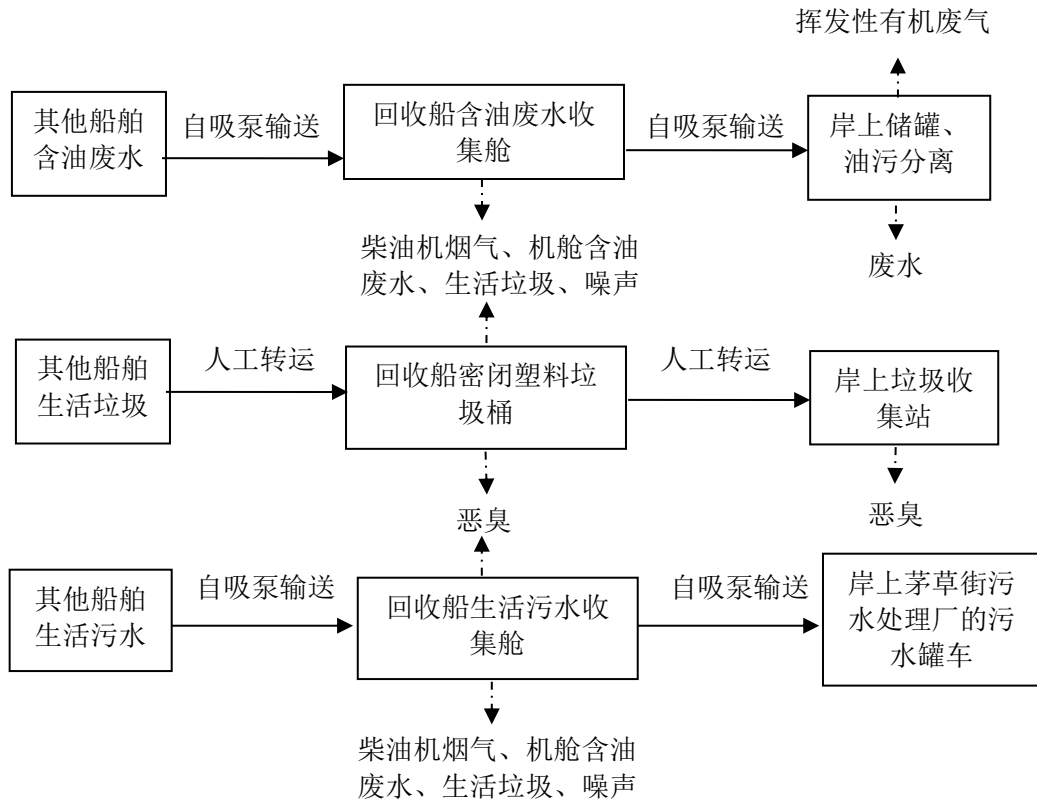 挥发性有机废气
其他船舶
含油废水
自吸泵输送
回收船含油废水收
集舱
自吸泵输送
岸上储罐、
油污分离
柴油机烟气、机舱含油
废水、生活垃圾、噪声
废水
其他船舶
生活垃圾
人工转运
回收船密闭塑料垃
圾桶
人工转运
岸上垃圾收
集站
恶臭
恶臭
其他船舶
生活污水
自吸泵输送
回收船生活污水收
集舱
自吸泵输送
岸上茅草街污
水处理厂的污
水罐车
柴油机烟气、机舱含油
废水、生活垃圾、噪声